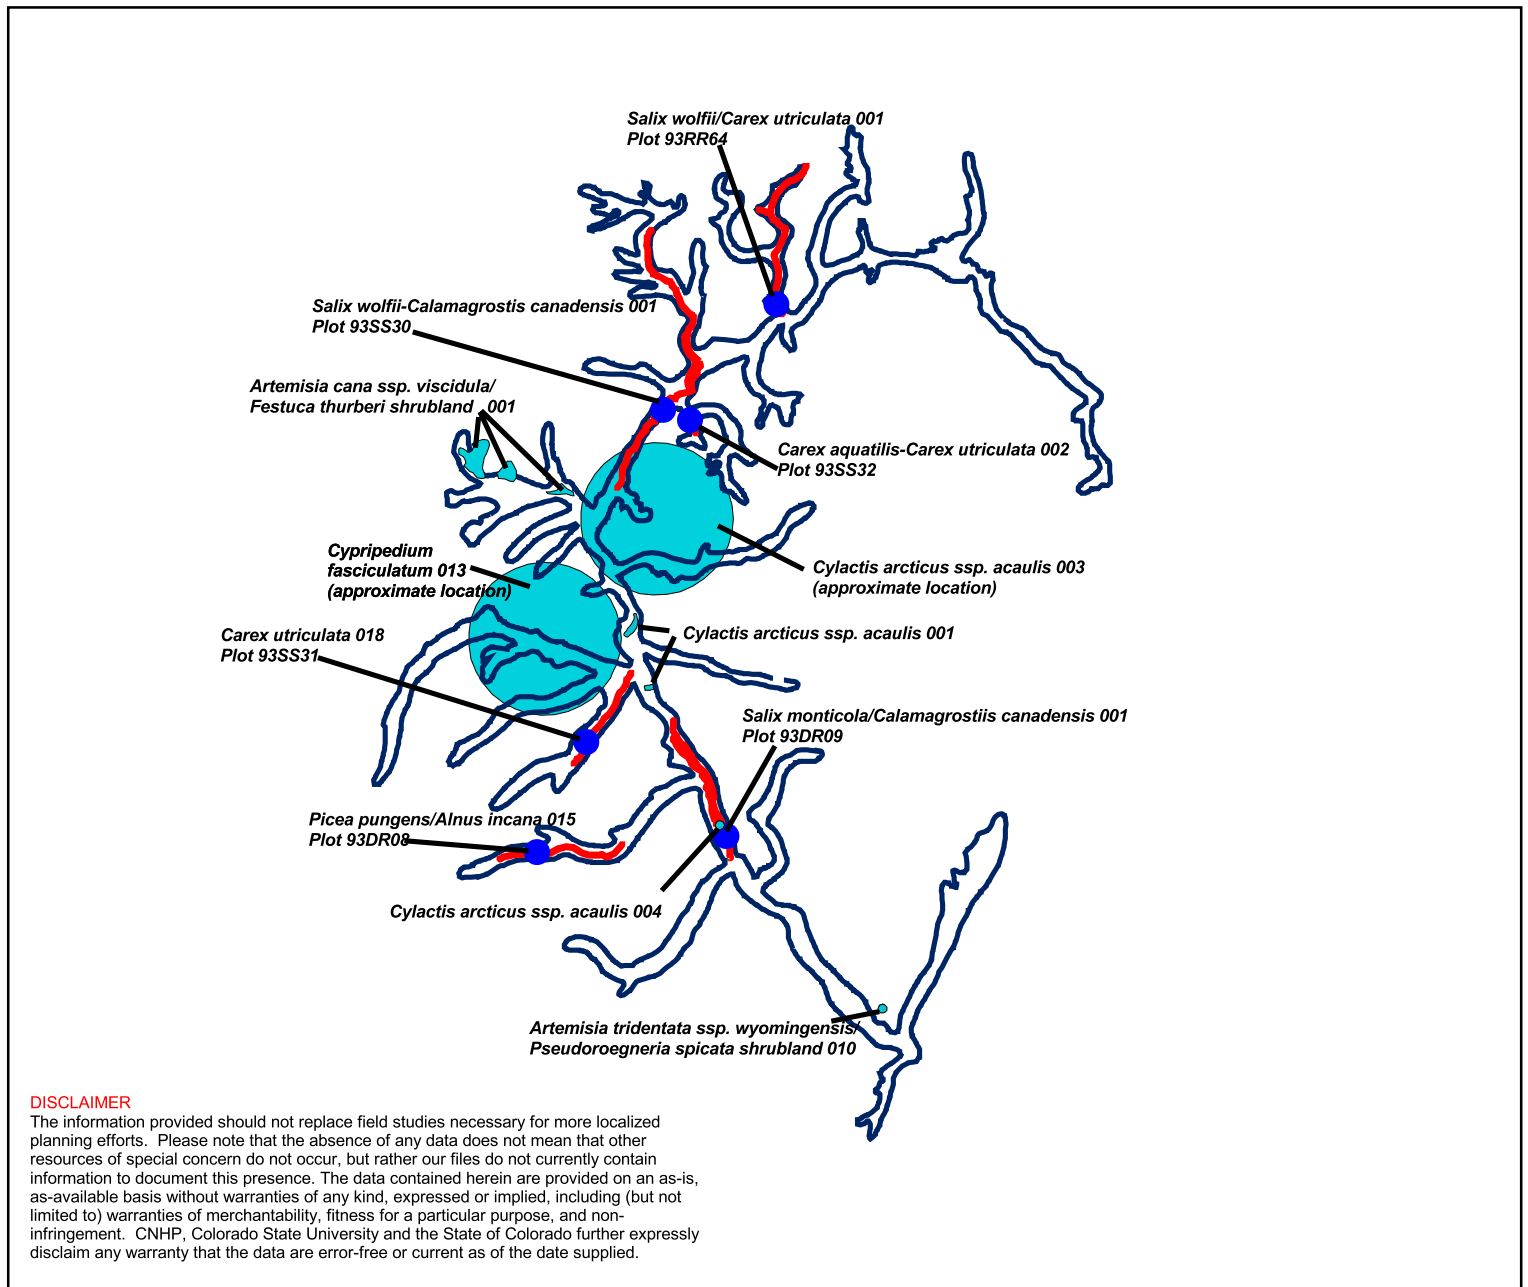 Salix wolfii/Carex utriculata 001
Plot 93RR64
Salix wolfii-Calamagrostis canadensis 001
Plot 93SS30
Artemisia cana ssp. viscidula/
Festuca thurberi shrubland 001
Carex aquatilis-Carex utriculata 002
Plot 93SS32
Cypripedium
fasciculatum 013
(approximate location)
Cylactis arcticus ssp. acaulis 003
(approximate location)
Carex utriculata 018
Plot 93SS31
Cylactis arcticus ssp. acaulis 001
Salix monticola/Calamagrostiis canadensis 001
Plot 93DR09
Picea pungens/Alnus incana 015
Plot 93DR08
Cylactis arcticus ssp. acaulis 004
Artemisia tridentata ssp. wyomingensis/
Pseudoroegneria spicata shrubland 010
DISCLAIMER
The information provided should not replace field studies necessary for more localized
planning efforts.  Please note that the absence of any data does not mean that other
resources of special concern do not occur, but rather our files do not currently contain
information to document this presence. The data contained herein are provided on an as-is,
as-available basis without warranties of any kind, expressed or implied, including (but not
limited to) warranties of merchantability, fitness for a particular purpose, and non-
infringement.  CNHP, Colorado State University and the State of Colorado further expressly
disclaim any warranty that the data are error-free or current as of the date supplied.